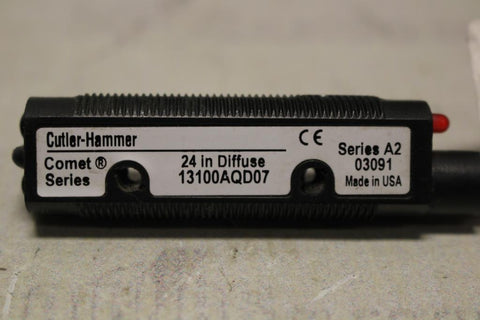 Cutler-Hammer
CE
Comet ®
Series
24 in Diffuse
13100AQD07
Series A2
03091
Made in USA